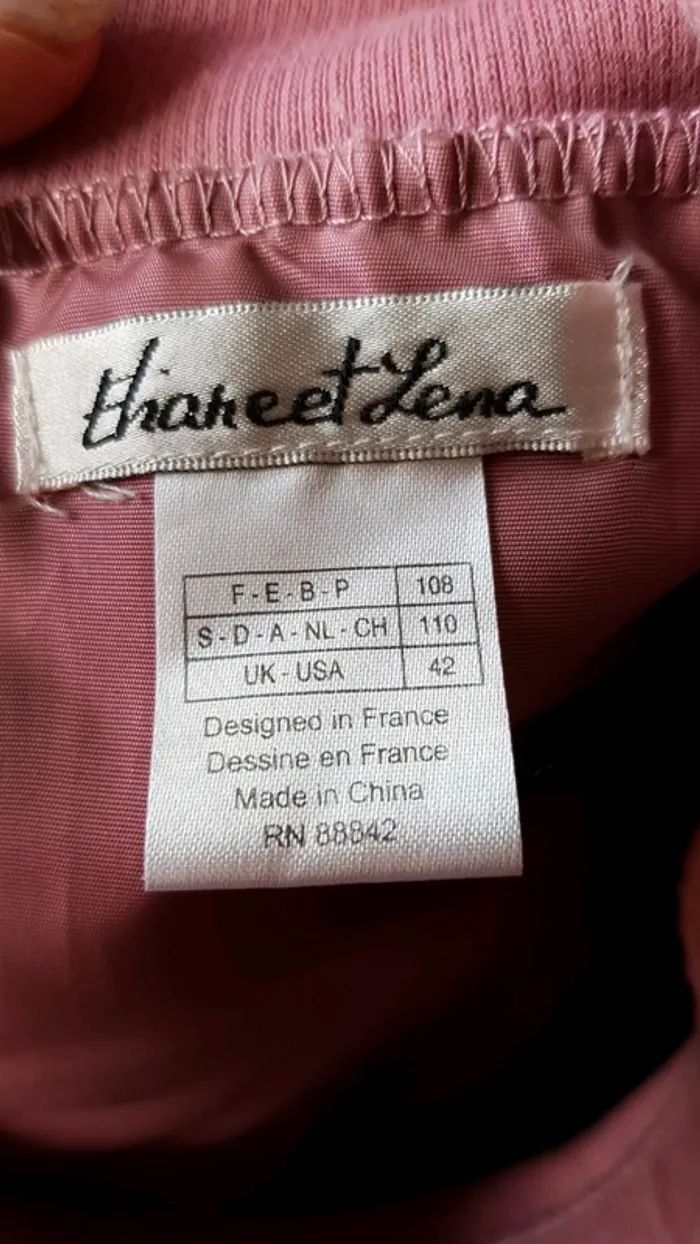 Eliane et Lena
F - E - B - P 108
S - D - A - NL - CH 110
UK - USA 42
Designed in France
Dessine en France
Made in China
RN 88842